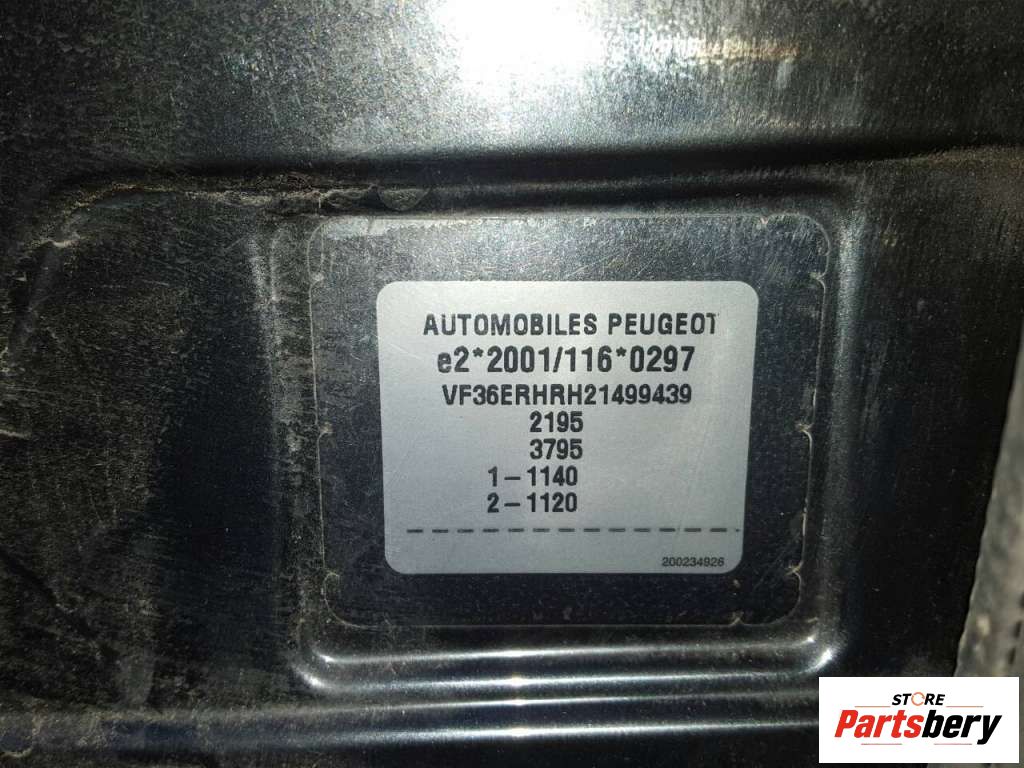 AUTOMOBILES PEUGEOT
e2*2001/116*0297
VF36ERHRH21499439
2195
3795
1-1140
2-1120
200234926
STORE
Partsbery